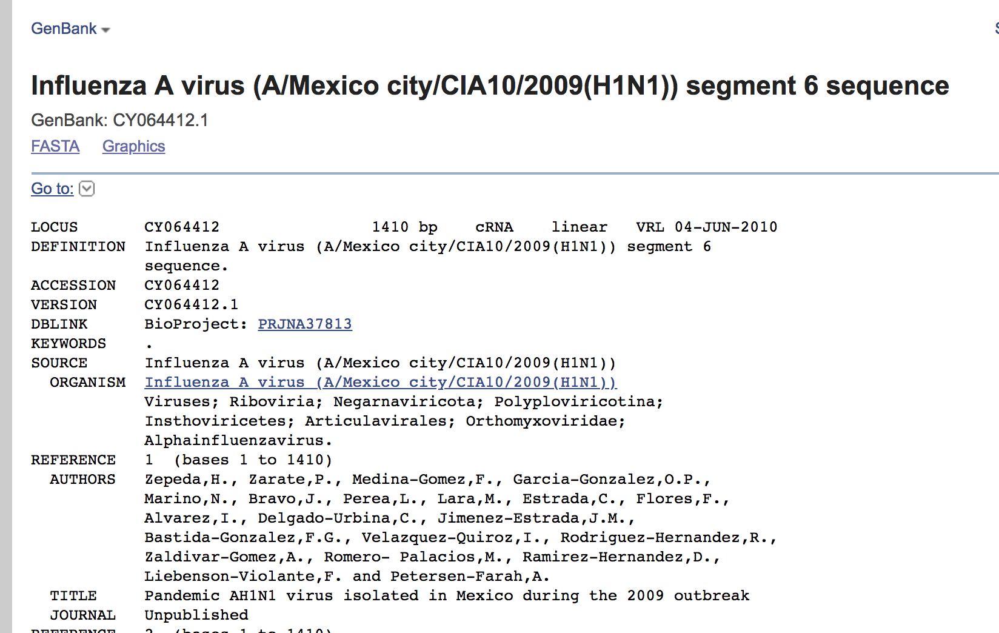 GenBank
Influenza A virus (A/Mexico city/CIA10/2009(H1N1)) segment 6 sequence
GenBank: CY064412.1
FASTA Graphics
Go to:
LOCUS CY064412 1410 bp cRNA linear VRL 04-JUN-2010
DEFINITION Influenza A virus (A/Mexico city/CIA10/2009(H1N1)) segment 6
sequence.
ACCESSION CY064412
VERSION CY064412.1
DBLINK BioProject: PRJNA37813
KEYWORDS .
SOURCE Influenza A virus (A/Mexico city/CIA10/2009(H1N1))
ORGANISM Influenza A virus (A/Mexico city/CIA10/2009(H1N1))
Viruses; Riboviria; Negarnaviricota; Polyploviricotina;
Insthoviricetes; Articulavirales; Orthomyxoviridae;
Alphainfluenzavirus.
REFERENCE 1 (bases 1 to 1410)
AUTHORS Zepeda,H., Zarate,P., Medina-Gomez,F., Garcia-Gonzalez,O.P.,
Marino,N., Bravo,J., Perea,L., Lara,M., Estrada,C., Flores,F.,
Alvarez,I., Delgado-Urbina,C., Jimenez-Estrada,J.M.,
Bastida-Gonzalez,F.G., Velazquez-Quiroz,I., Rodriguez-Hernandez,R.,
Zaldivar-Gomez,A., Romero- Palacios,M., Ramirez-Hernandez,D.,
Liebenson-Violante,F. and Petersen-Farah,A.
TITLE Pandemic AH1N1 virus isolated in Mexico during the 2009 outbreak
JOURNAL Unpublished
REFERENCE 2 (bases 1 to 1410)